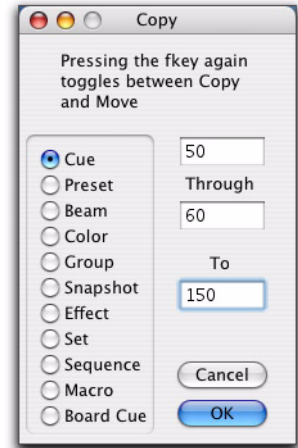 Copy
Pressing the fkey again
toggles between Copy
and Move
Cue
Preset
Beam
Color
Group
Snapshot
Effect
Set
Sequence
Macro
Board Cue
50
Through
60
To
150
Cancel
OK